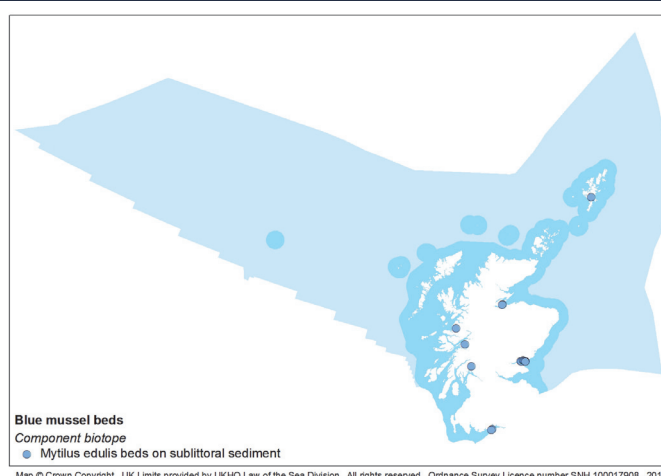 Blue mussel beds
Component biotope
Mytilus edulis beds on sublittoral sediment
Map © Crown Copyright. UK Limits provided by UKHO Law of the Sea Division. All rights reserved. Ordnance Survey Licence number SNH 100017908